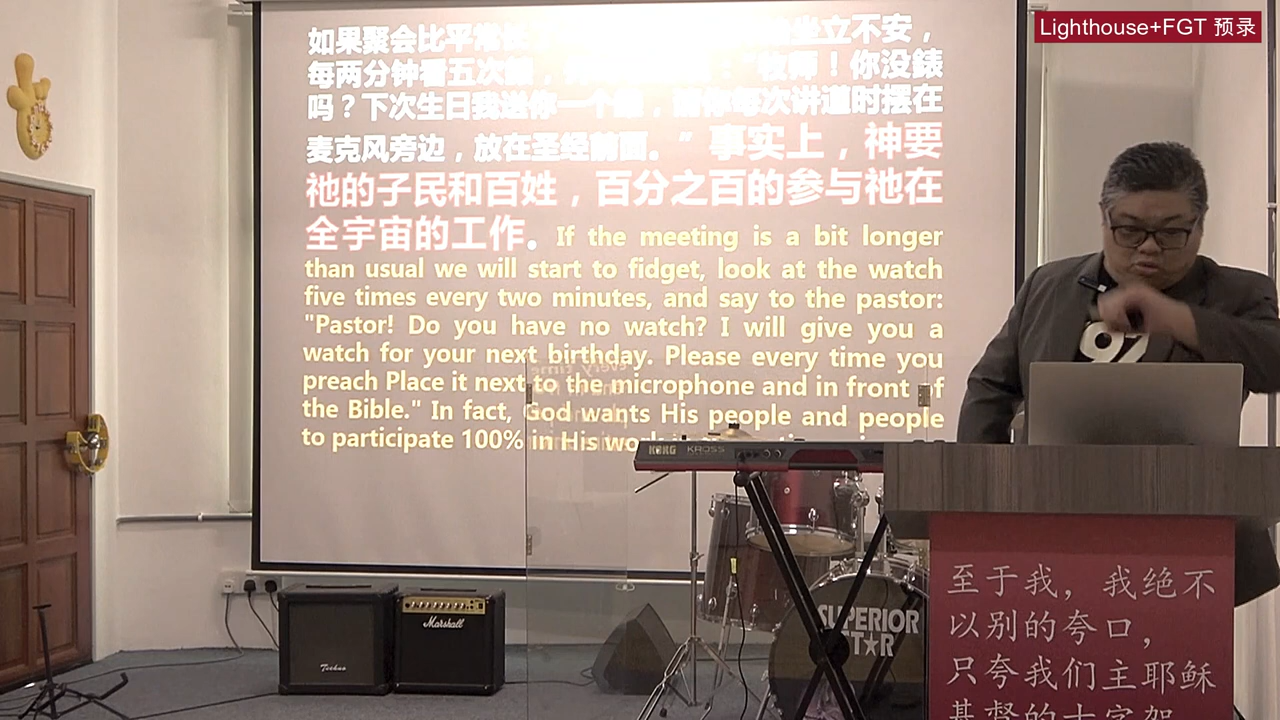 Lighthouse+FGT 预录
如果聚会比平常 坐立不安，
每两分钟看五次 ： “牧师！你没錶
吗？下次生日我送你一个 ，请你每次讲道时摆在
麦克风旁边，放在圣经前面。” 事实上，神要
祂的子民和百姓，百分之百的参与祂在
全宇宙的工作。If the meeting is a bit longer
than usual we will start to fidget, look at the watch
five times every two minutes, and say to the pastor:
"Pastor! Do you have no watch? I will give you a
watch for your next birthday. Please every time you
preach Place it next to the microphone and in front of
the Bible." In fact, God wants His people and people
to participate 100% in His
97
KORG KROSS
SUPERIOR
STAR
Marshall
Techno
至于我，我绝不
以别的夸口，
只夸我们主耶稣
基督的十字架